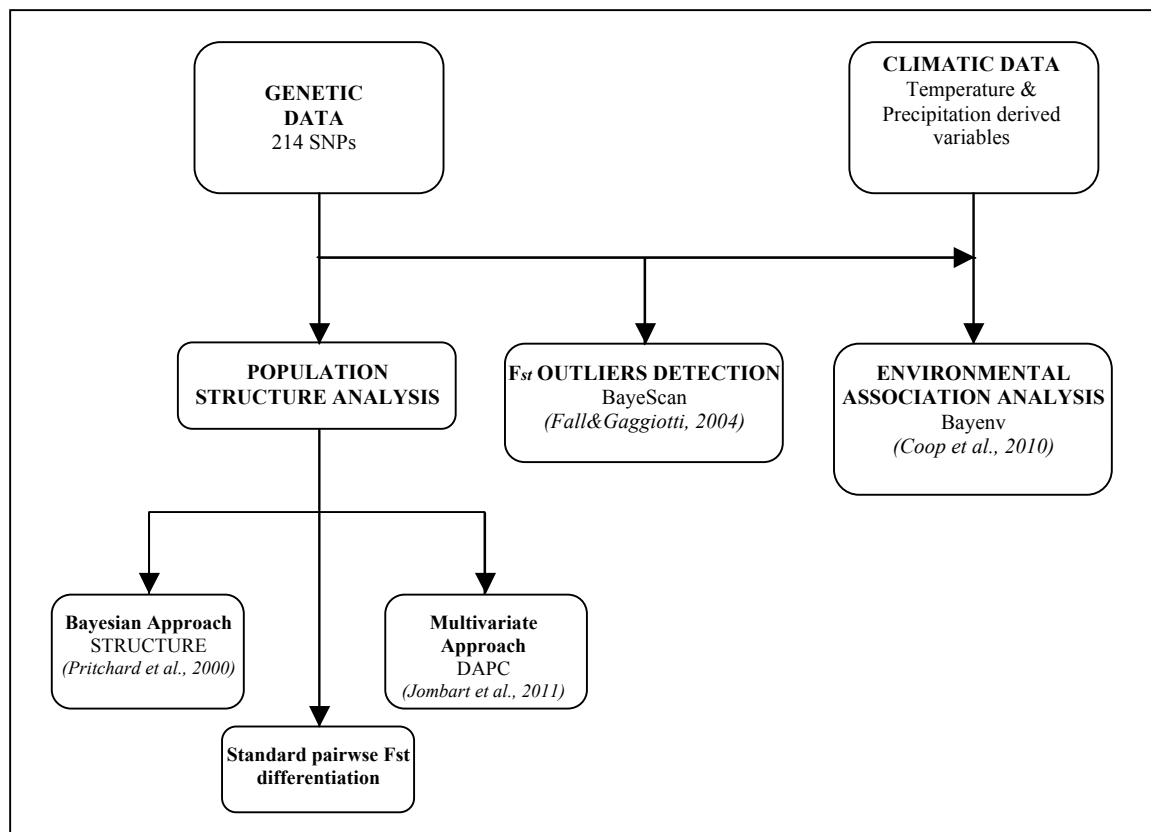 GENETIC
DATA
214 SNPs
CLIMATIC DATA
Temperature &
Precipitation derived
variables
POPULATION
STRUCTURE ANALYSIS
Fst OUTLIERS DETECTION
BayeScan
(Fall&Gaggiotti, 2004)
ENVIRONMENTAL
ASSOCIATION ANALYSIS
Bayenv
(Coop et al., 2010)
Bayesian Approach
STRUCTURE
(Pritchard et al., 2000)
Multivariate
Approach
DAPC
(Jombart et al., 2011)
Standard pairwse Fst
differentiation